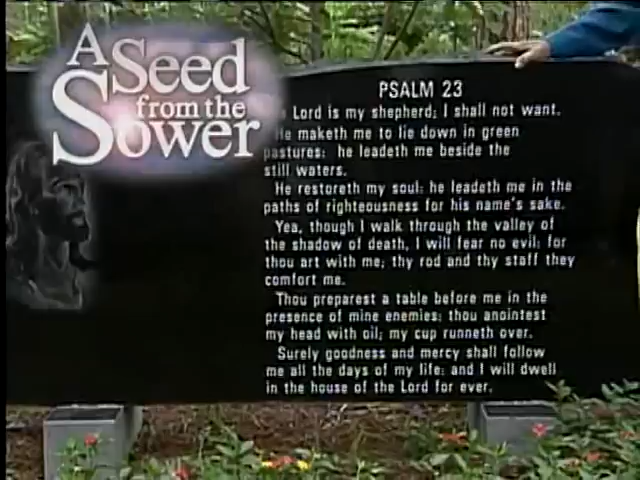 A Seed
from the
Sower
PSALM 23
Lord is my shepherd; I shall not want.
He maketh me to lie down in green
pastures: he leadeth me beside the
still waters.
He restoreth my soul: he leadeth me in the
paths of righteousness for his name's sake.
Yea, though I walk through the valley of
the shadow of death, I will fear no evil: for
thou art with me; thy rod and thy staff they
comfort me.
Thou preparest a table before me in the
presence of mine enemies: thou anointest
my head with oil; my cup runneth over.
Surely goodness and mercy shall follow
me all the days of my life: and I will dwell
in the house of the Lord for ever.